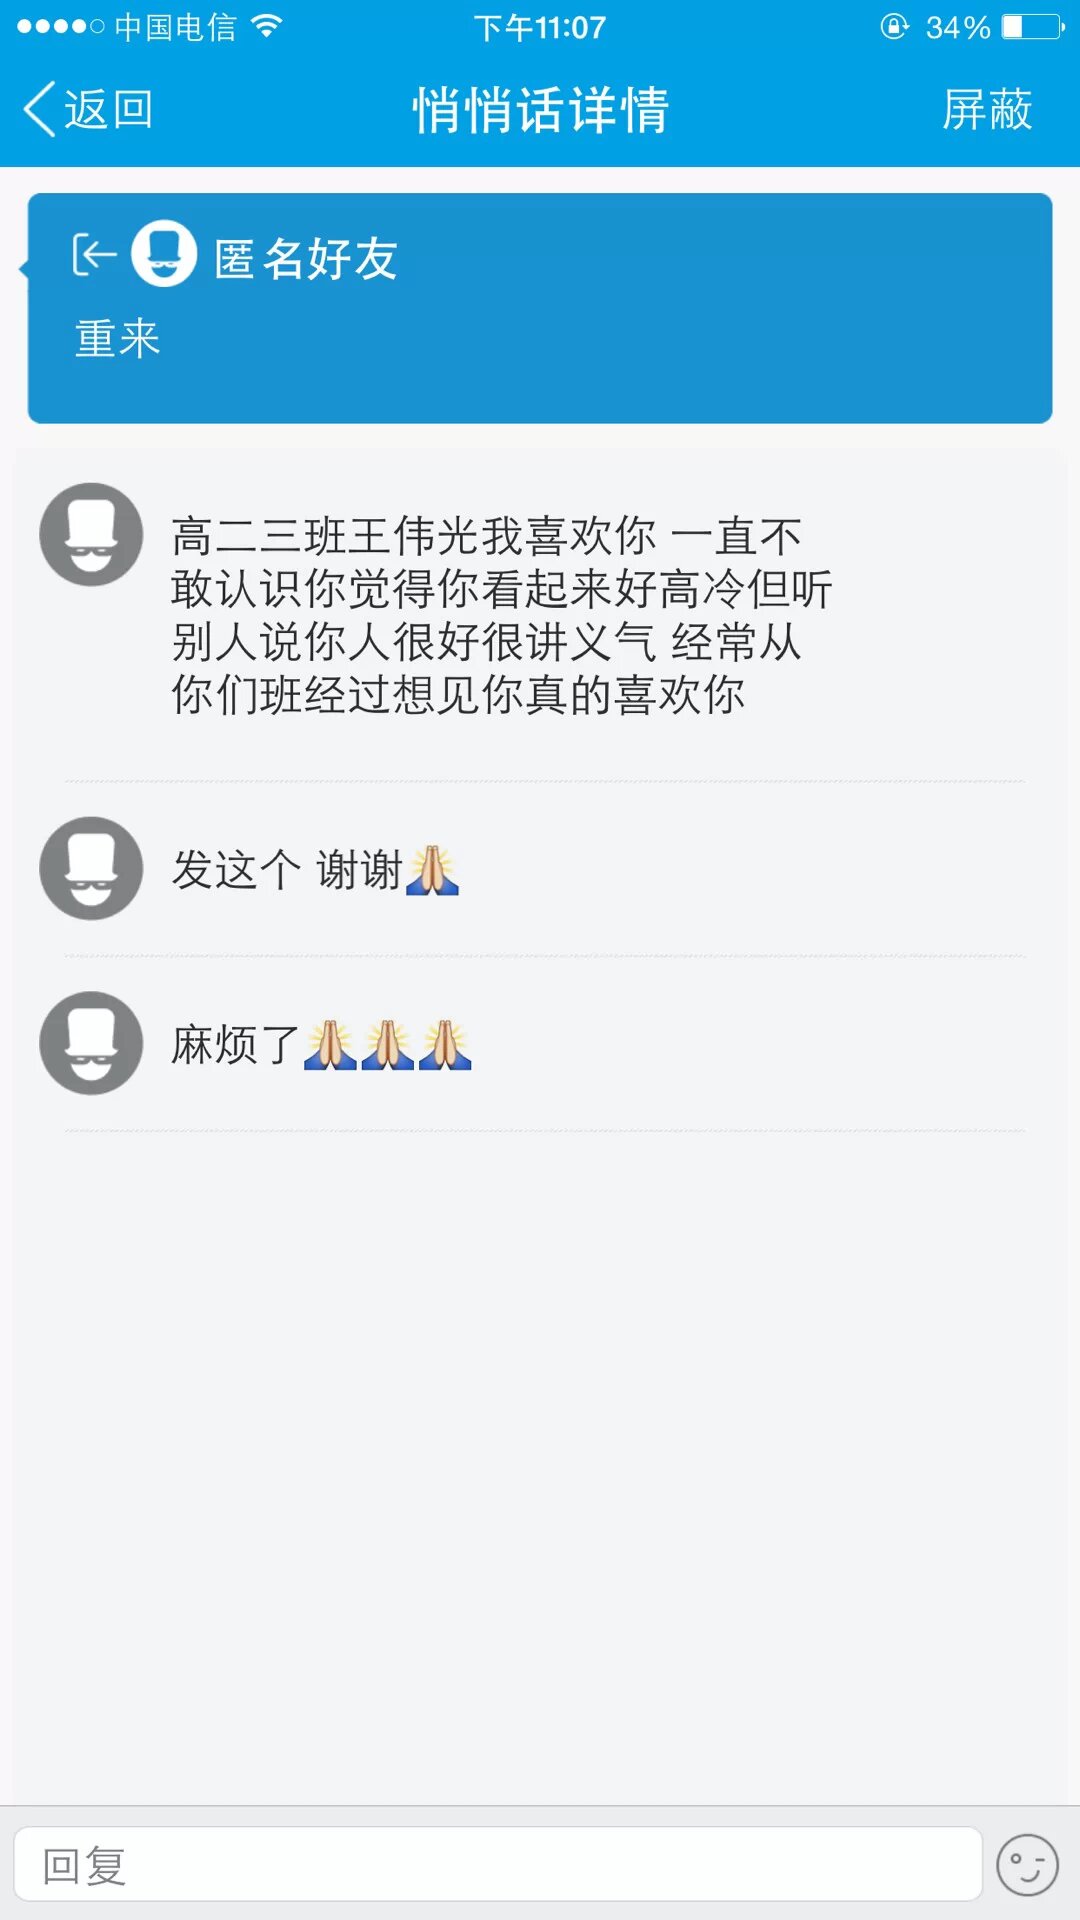 中国电信 下午11:07 34%
返回 悄悄话详情 屏蔽
匿名好友
重来
高二三班王伟光我喜欢你 一直不
敢认识你觉得你看起来好高冷但听
别人说你人很好很讲义气 经常从
你们班经过想见你真的喜欢你
发这个 谢谢🙏
麻烦了🙏🙏🙏
回复